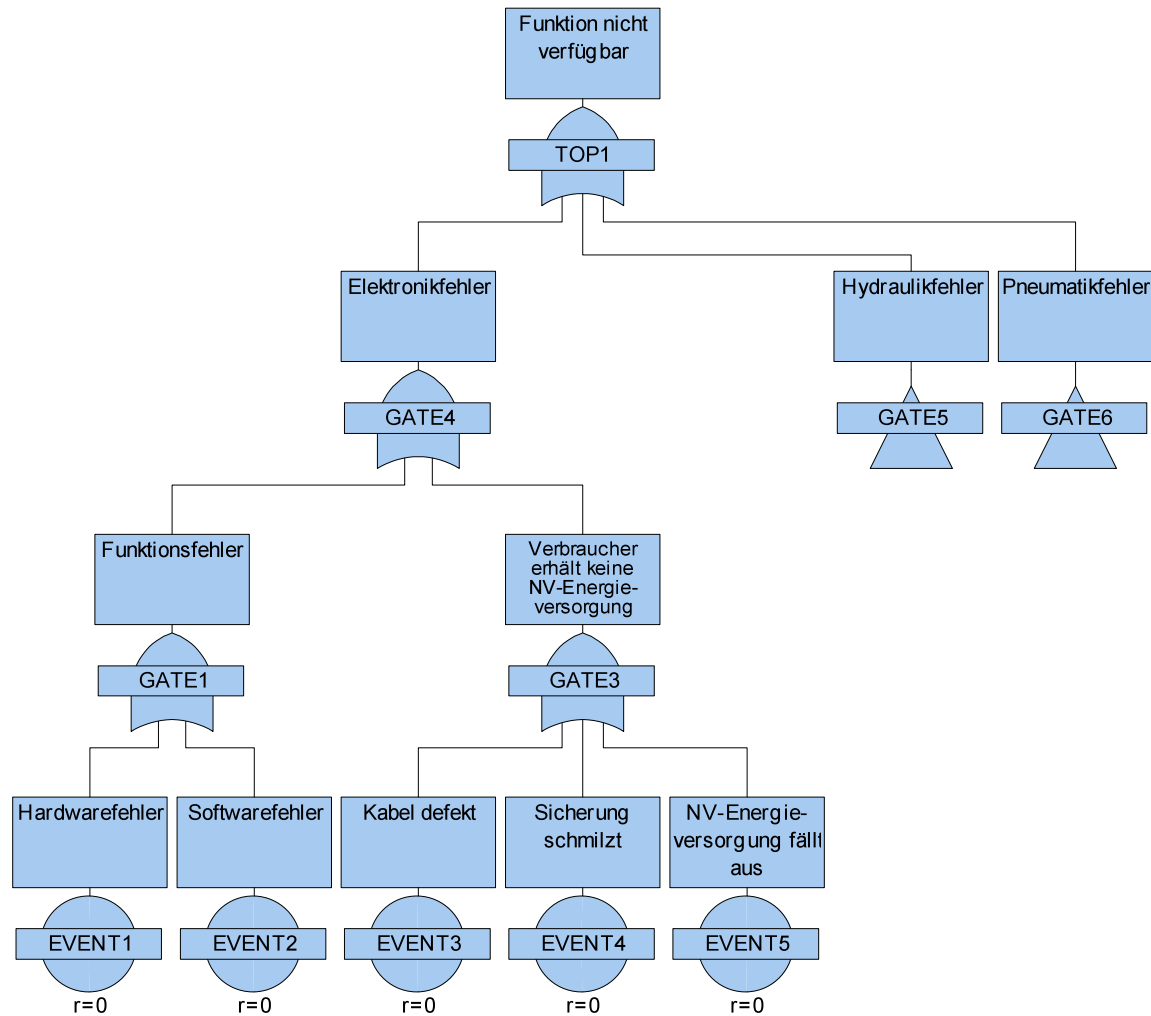 Funktion nicht
verfügbar
TOP1
Elektronikfehler
Hydraulikfehler
Pneumatikfehler
GATE4
GATE5
GATE6
Funktionsfehler
Verbraucher
erhält keine
NV-Energie-
versorgung
GATE1
GATE3
Hardwarefehler
Softwarefehler
Kabel defekt
Sicherung
schmilzt
NV-Energie-
versorgung fällt
aus
EVENT1
EVENT2
EVENT3
EVENT4
EVENT5
r=0
r=0
r=0
r=0
r=0